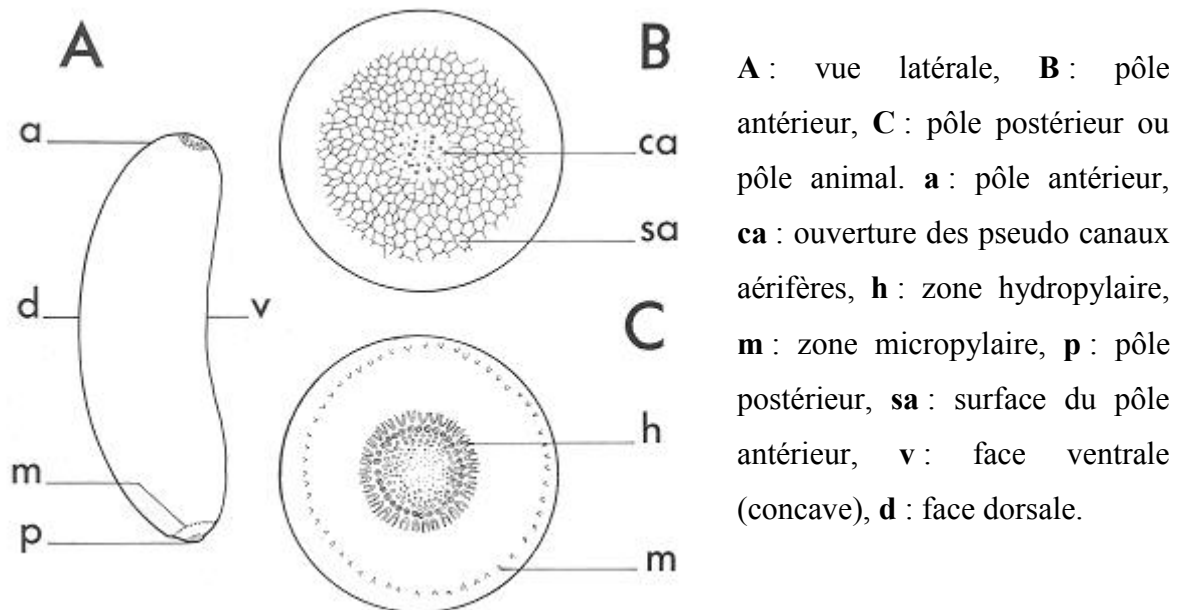 A
a
d
v
m
p
B
ca
sa
C
h
m
A : vue latérale, B : pôle
antérieur, C : pôle postérieur ou
pôle animal. a : pôle antérieur,
ca : ouverture des pseudo canaux
aérifères, h : zone hydropylaire,
m : zone micropylaire, p : pôle
postérieur, sa : surface du pôle
antérieur, v : face ventrale
(concave), d : face dorsale.